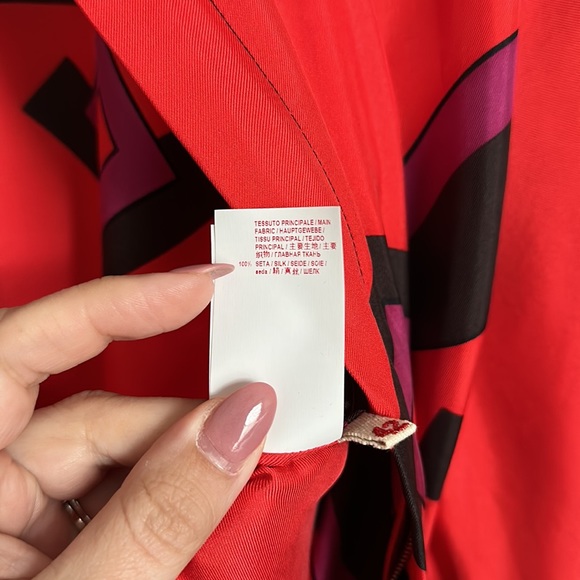 TESSUTO PRINCIPALE / MAIN
FABRIC / HAUPTGEWEBE /
TISSU PRINCIPAL / TEJIDO
PRINCIPAL / 主要生地 / 主要
织物 / ГЛАВНАЯ ТКАНЬ
100% SETA / SILK / SEIDE / SOIE /
seda / 絹 / 真丝 / ШЕЛК
42